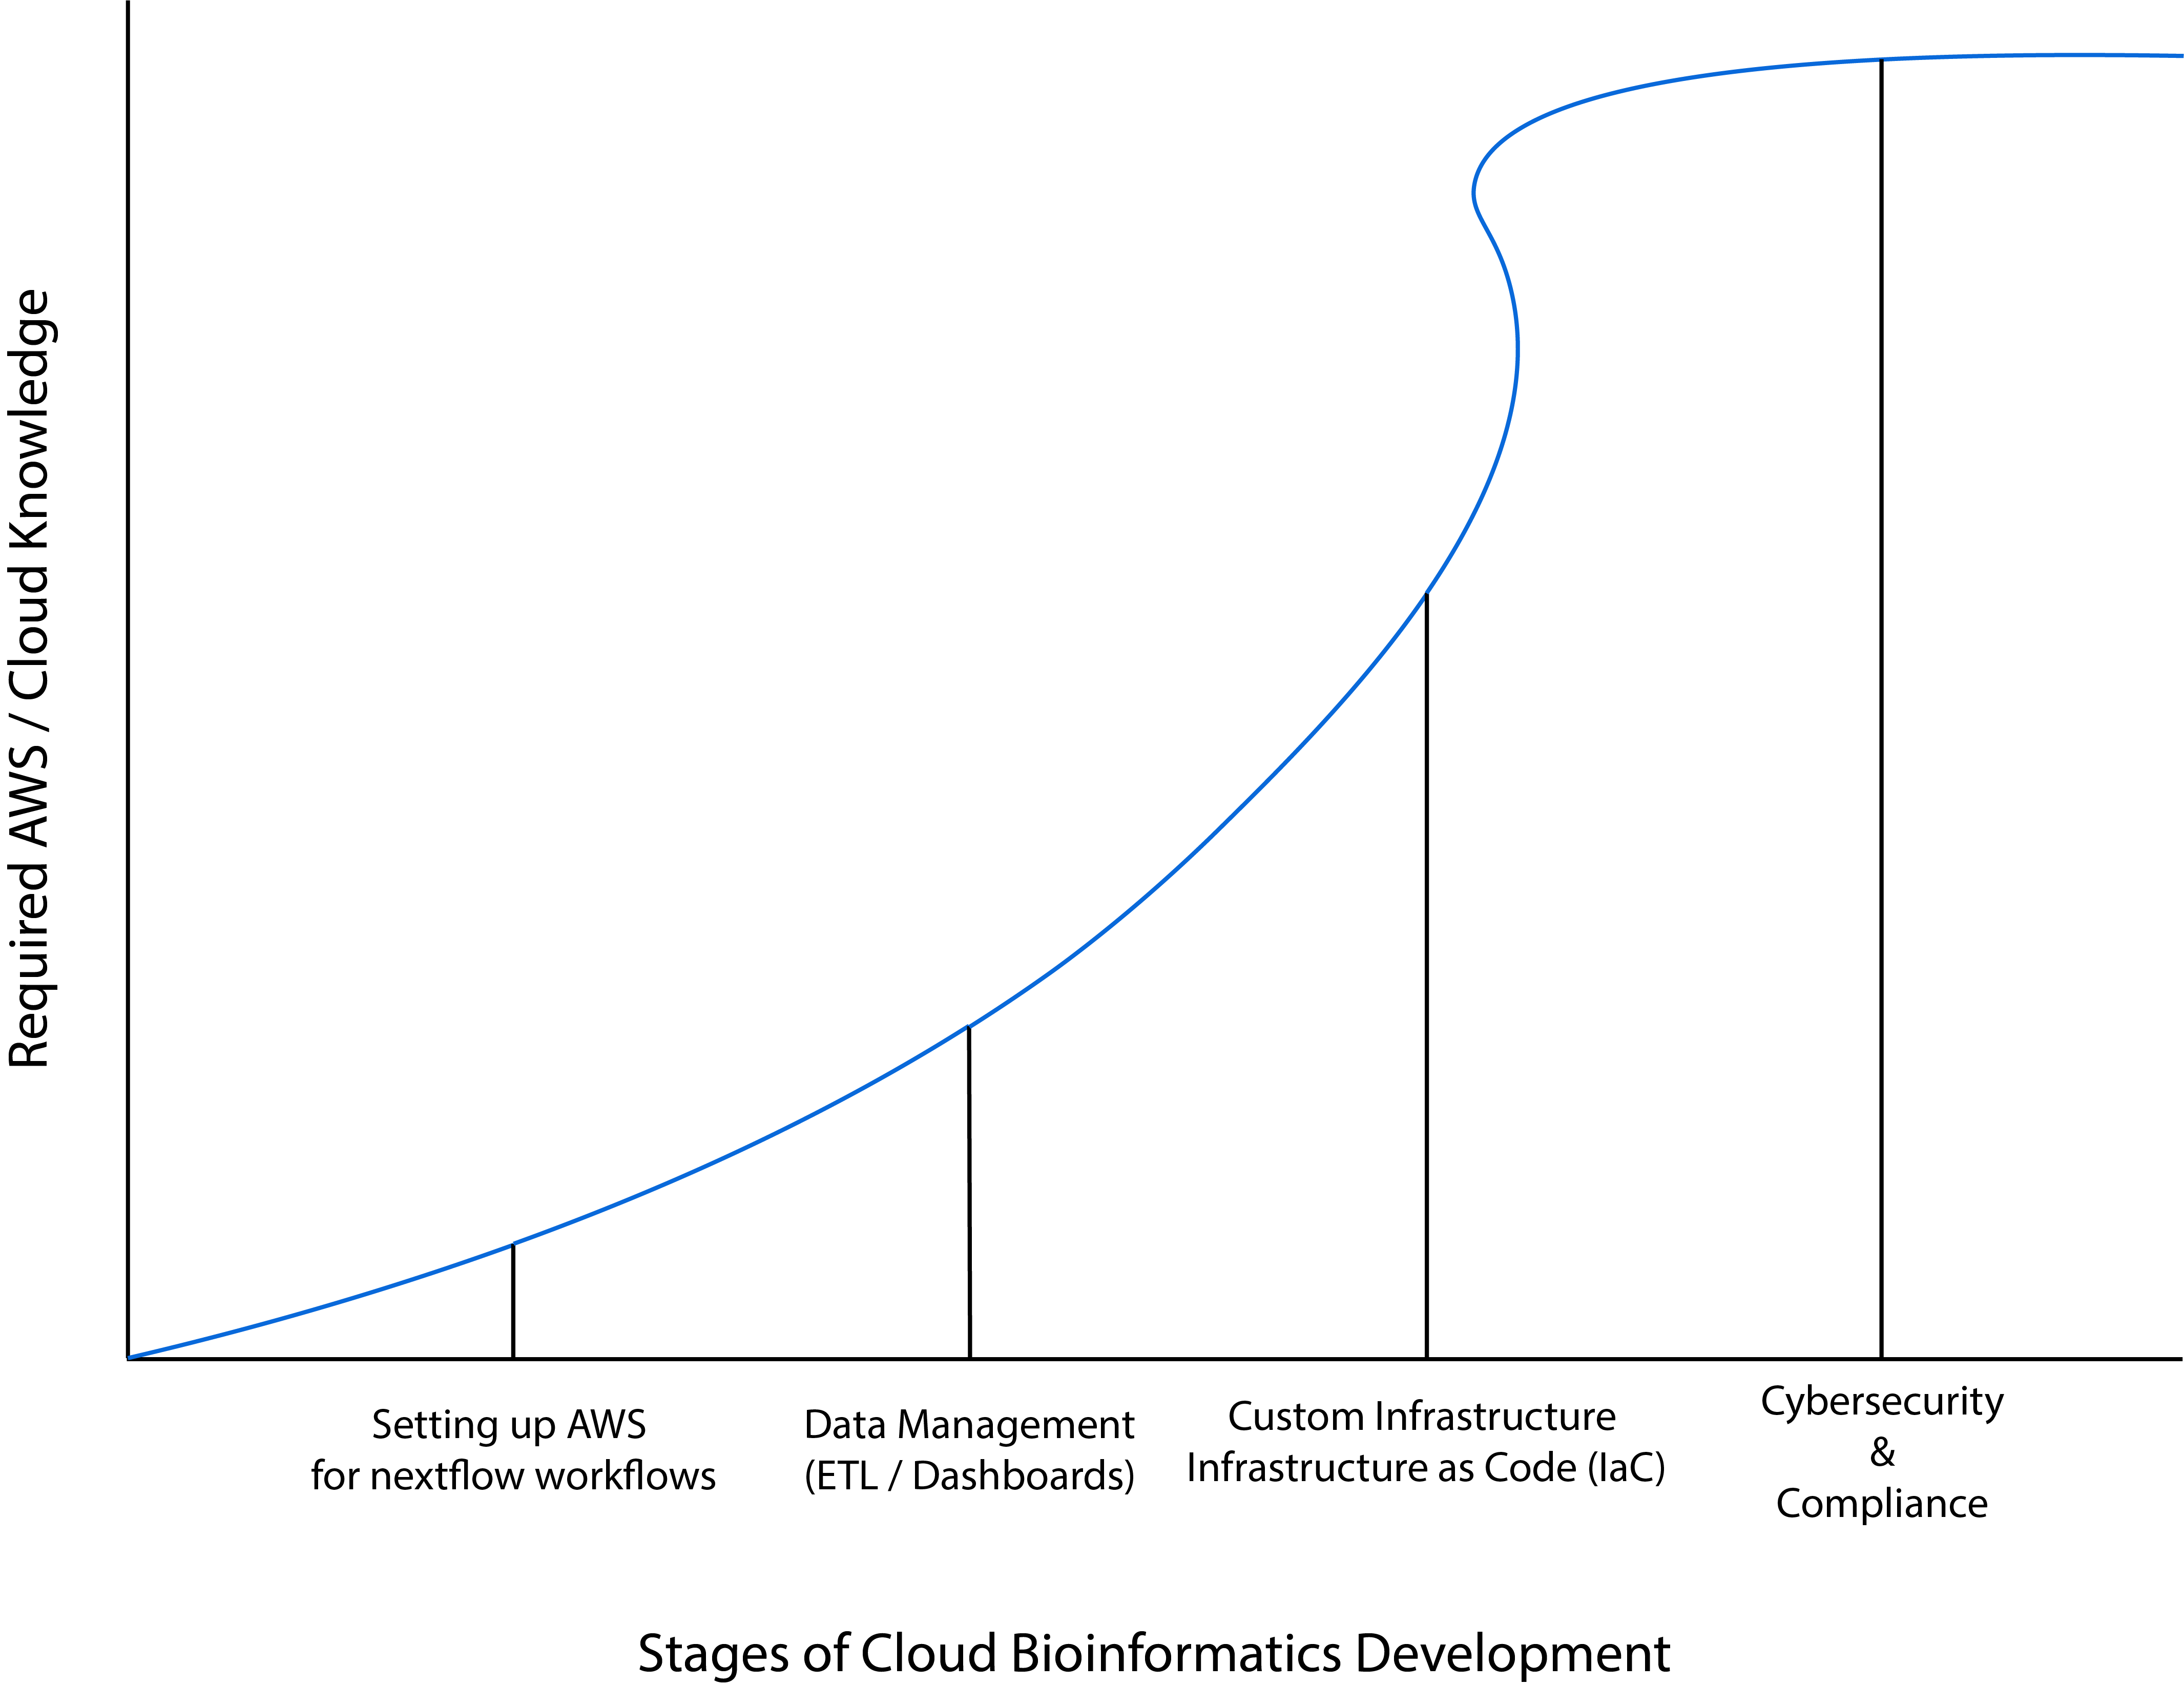 Required AWS / Cloud Knowledge
Setting up AWS
for nextflow workflows
Data Management
(ETL / Dashboards)
Custom Infrastructure
Infrastructure as Code (IaC)
Cybersecurity
&
Compliance
Stages of Cloud Bioinformatics Development